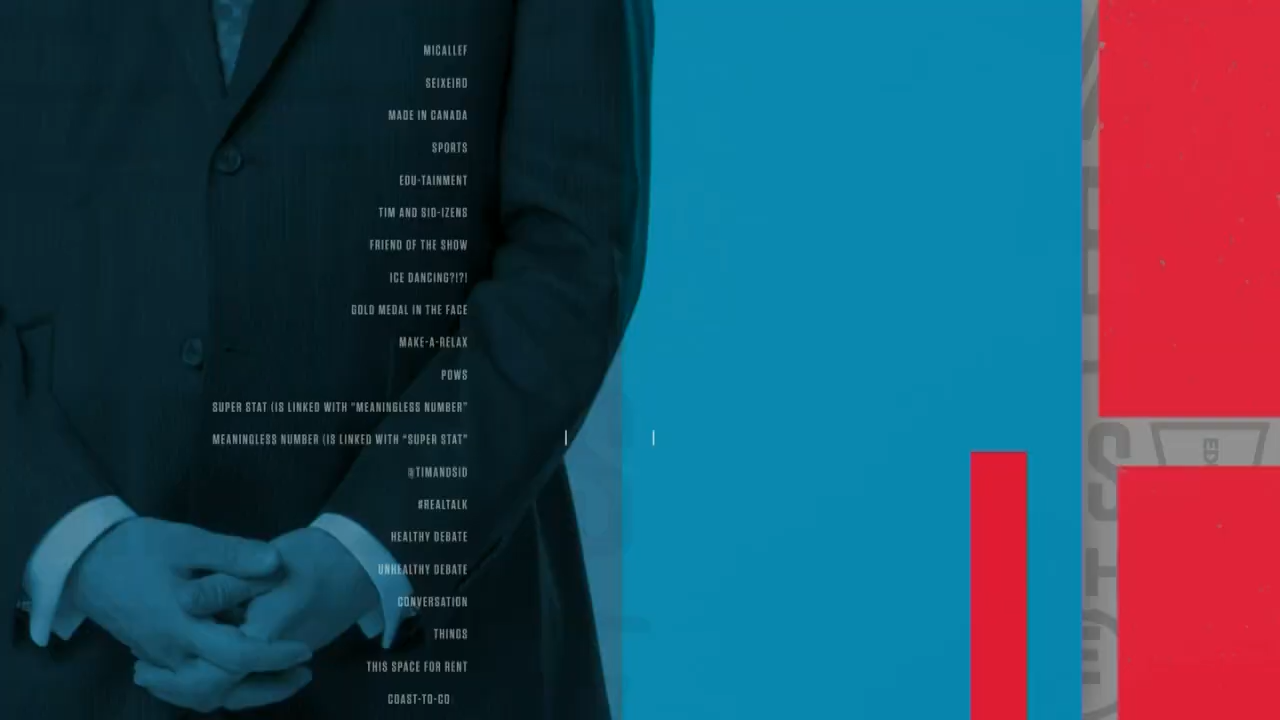 MICALLEF
SEIXEIRO
MADE IN CANADA
SPORTS
EDU-TAINMENT
TIM AND SID-IZENS
FRIEND OF THE SHOW
ICE DANCING?!?!
GOLD MEDAL IN THE FACE
MAKE-A-RELAX
POWS
SUPER STAT (IS LINKED WITH "MEANINGLESS NUMBER"
MEANINGLESS NUMBER (IS LINKED WITH "SUPER STAT"
@TIMANDSID
#REALTALK
HEALTHY DEBATE
UNHEALTHY DEBATE
CONVERSATION
THINGS
THIS SPACE FOR RENT
COAST-TO-CO